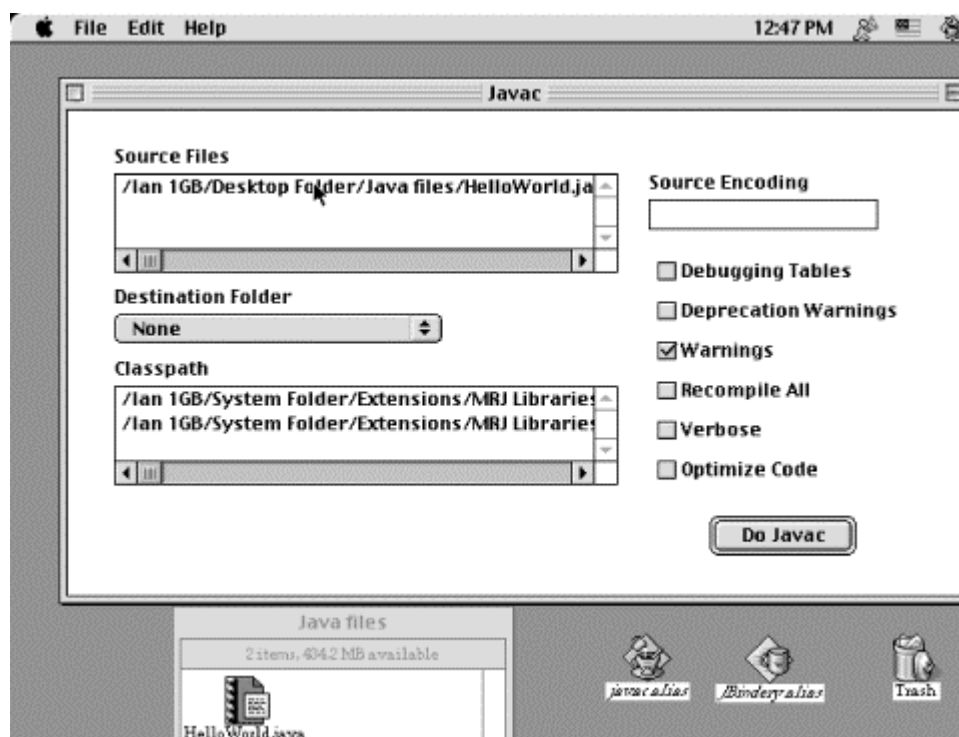 File Edit Help 12:47 PM
Javac
Source Files
/Ian 1GB/Desktop Folder/Java files/HelloWorld.ja
Source Encoding
Debugging Tables
Destination Folder
Deprecation Warnings
None
Warnings
Classpath
/Ian 1GB/System Folder/Extensions/MRJ Libraries
/Ian 1GB/System Folder/Extensions/MRJ Libraries
Recompile All
Verbose
Optimize Code
Do Javac
Java files
2 items, 404.2 MB available
HelloWorld.java
javac alias
JBindery alias
Trash